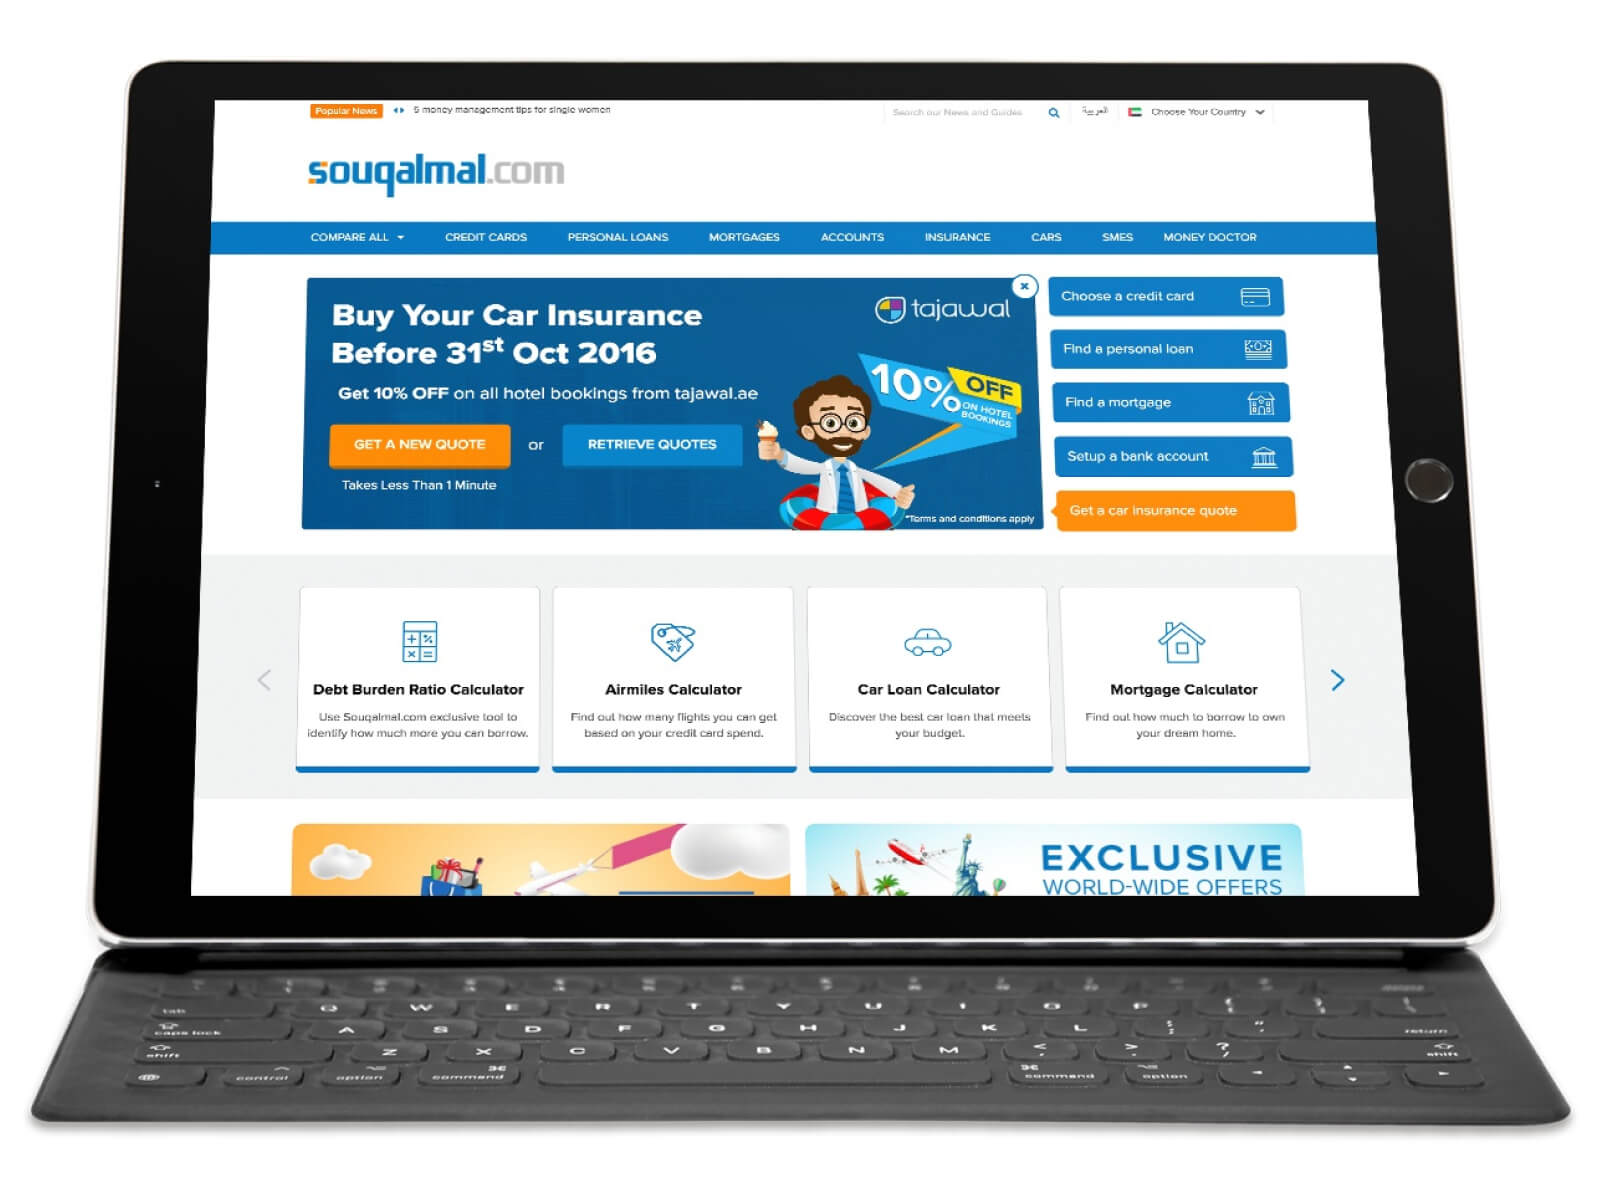 Popular News
5 money management tips for single women
Search our News and Guides
العربية
Choose Your Country
souqalmal.com
COMPARE ALL
CREDIT CARDS
PERSONAL LOANS
MORTGAGES
ACCOUNTS
INSURANCE
CARS
SMES
MONEY DOCTOR
Buy Your Car Insurance
Before 31st Oct 2016
Get 10% OFF on all hotel bookings from tajawal.ae
GET A NEW QUOTE
or
RETRIEVE QUOTES
Takes Less Than 1 Minute
tajawal
10% OFF
ON HOTEL
BOOKINGS
*Terms and conditions apply
Choose a credit card
Find a personal loan
Find a mortgage
Setup a bank account
Get a car insurance quote
Debt Burden Ratio Calculator
Use Souqalmal.com exclusive tool to
identify how much more you can borrow.
Airmiles Calculator
Find out how many flights you can get
based on your credit card spend.
Car Loan Calculator
Discover the best car loan that meets
your budget.
Mortgage Calculator
Find out how much to borrow to own
your dream home.
EXCLUSIVE
WORLD-WIDE OFFERS
tab Q W E R T Y U I O P
caps lock A S D F G H J K L ; " return
shift Z X C V B N M < > ? shift
control option command command option